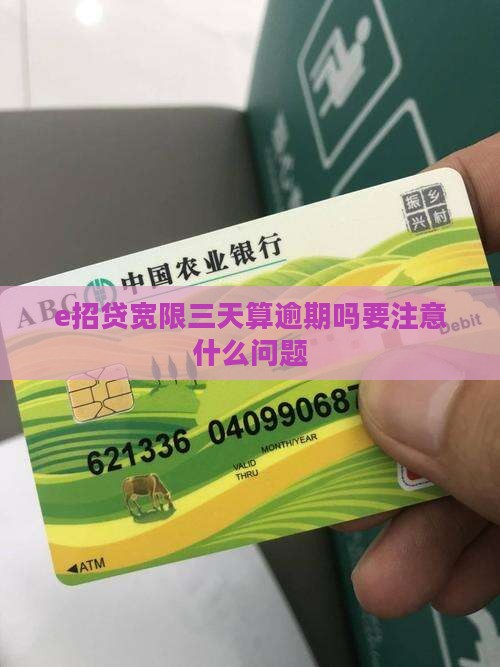 振 乡
兴 村
中国农业银行
ABC
e招贷宽限三天算逾期吗要注意
什么问题
Debit
621336 040990687
MONTH/YEAR
VALID
THRU
◀ATM